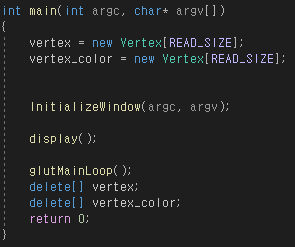 int main(int argc, char* argv[])
{
vertex = new Vertex[READ_SIZE];
vertex_color = new Vertex[READ_SIZE];
InitializeWindow(argc, argv);
display();
glutMainLoop();
delete[] vertex;
delete[] vertex_color;
return 0;
}